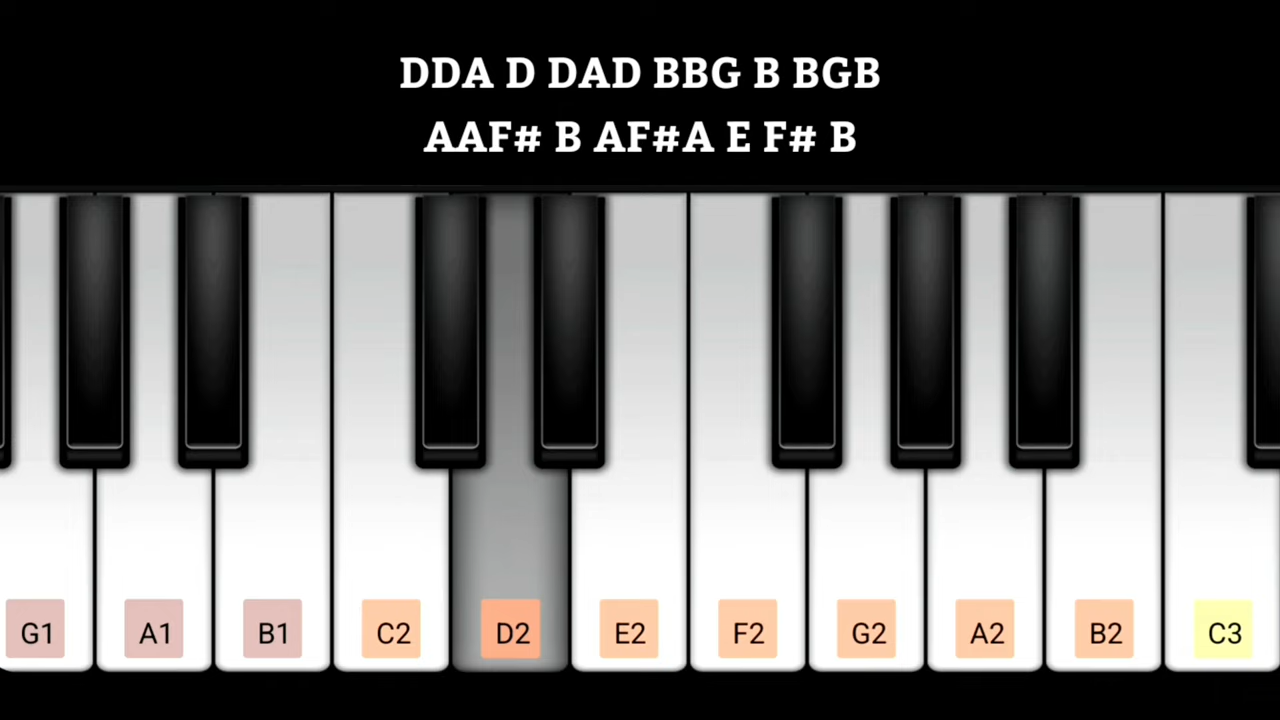 DDA D DAD BBG B BGB
AAF# B AF#A E F# B
G1 A1 B1 C2 D2 E2 F2 G2 A2 B2 C3